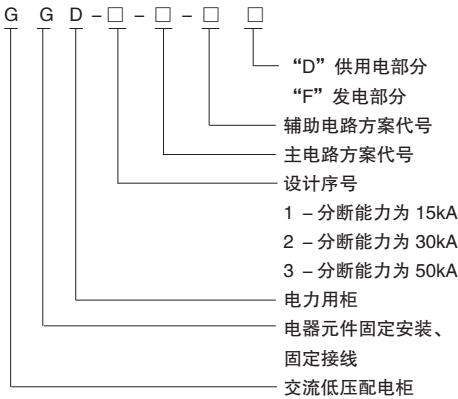 G G D – □ – □ – □ □
“D”供用电部分
“F”发电部分
辅助电路方案代号
主电路方案代号
设计序号
1 – 分断能力为 15kA
2 – 分断能力为 30kA
3 – 分断能力为 50kA
电力用柜
电器元件固定安装、
固定接线
交流低压配电柜